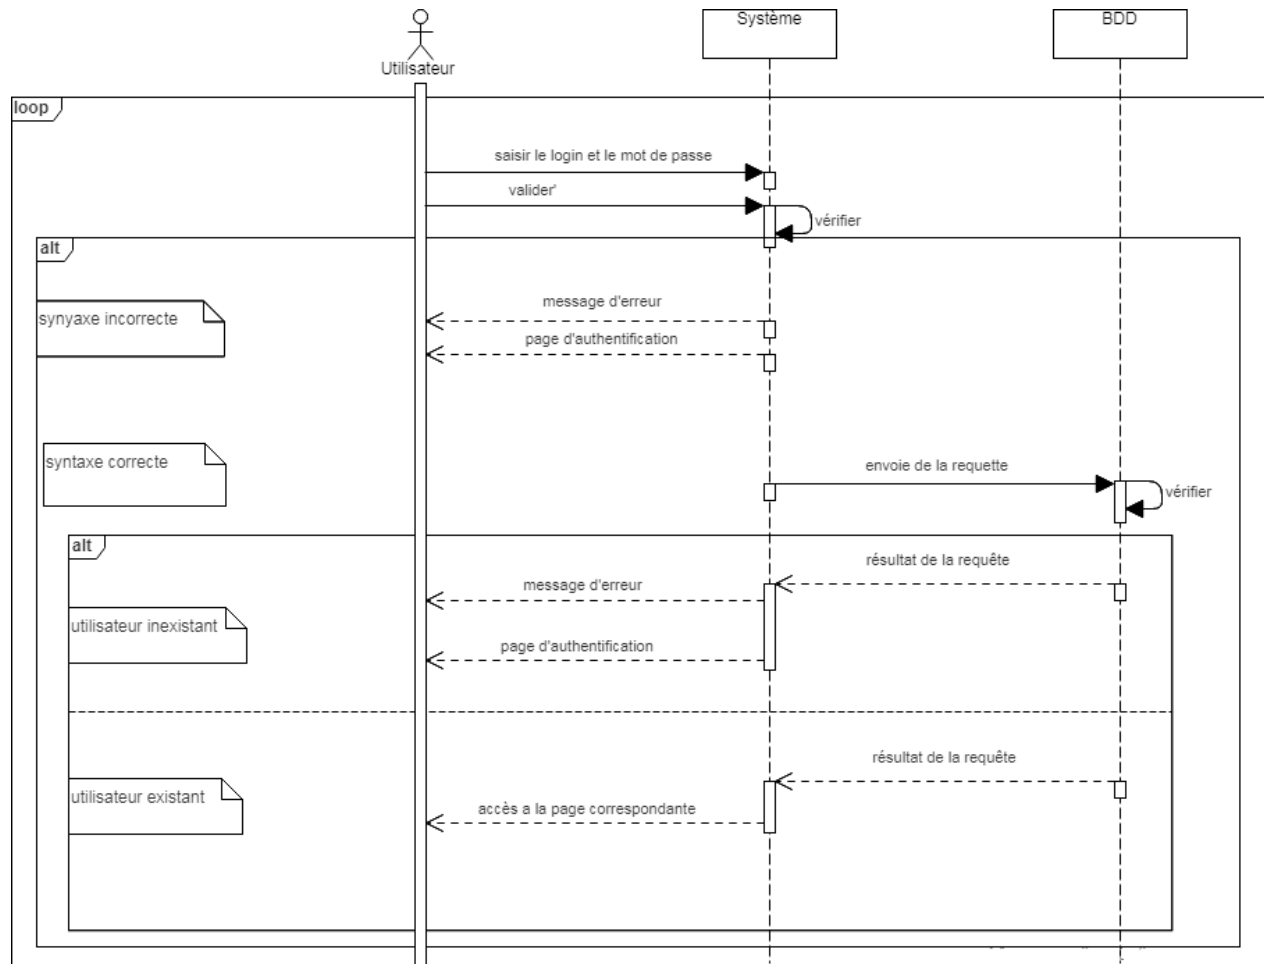 Utilisateur
Système
BDD
loop
saisir le login et le mot de passe
valider'
vérifier
alt
synyaxe incorrecte
message d'erreur
page d'authentification
syntaxe correcte
envoie de la requette
vérifier
alt
résultat de la requête
message d'erreur
utilisateur inexistant
page d'authentification
résultat de la requête
utilisateur existant
accès a la page correspondante